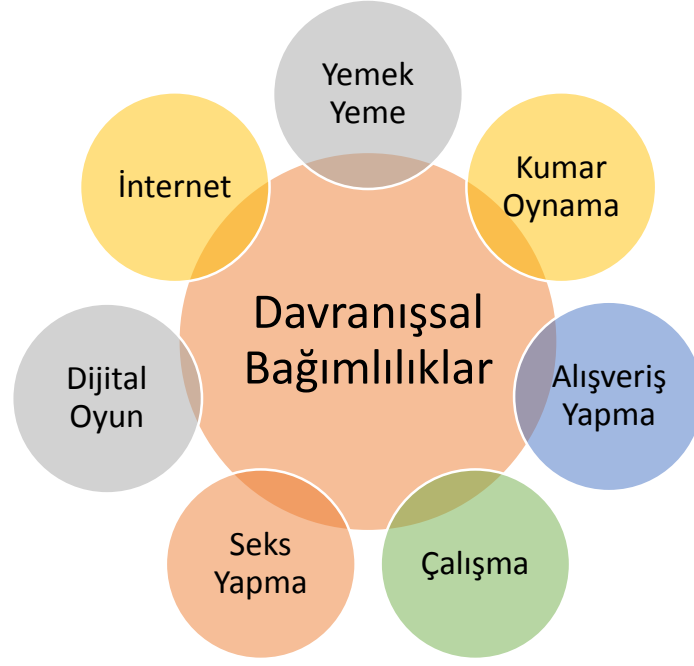 Yemek
Yeme
Kumar
Oynama
Alışveriş
Yapma
Çalışma
Seks
Yapma
Dijital
Oyun
İnternet
Davranışsal
Bağımlılıklar